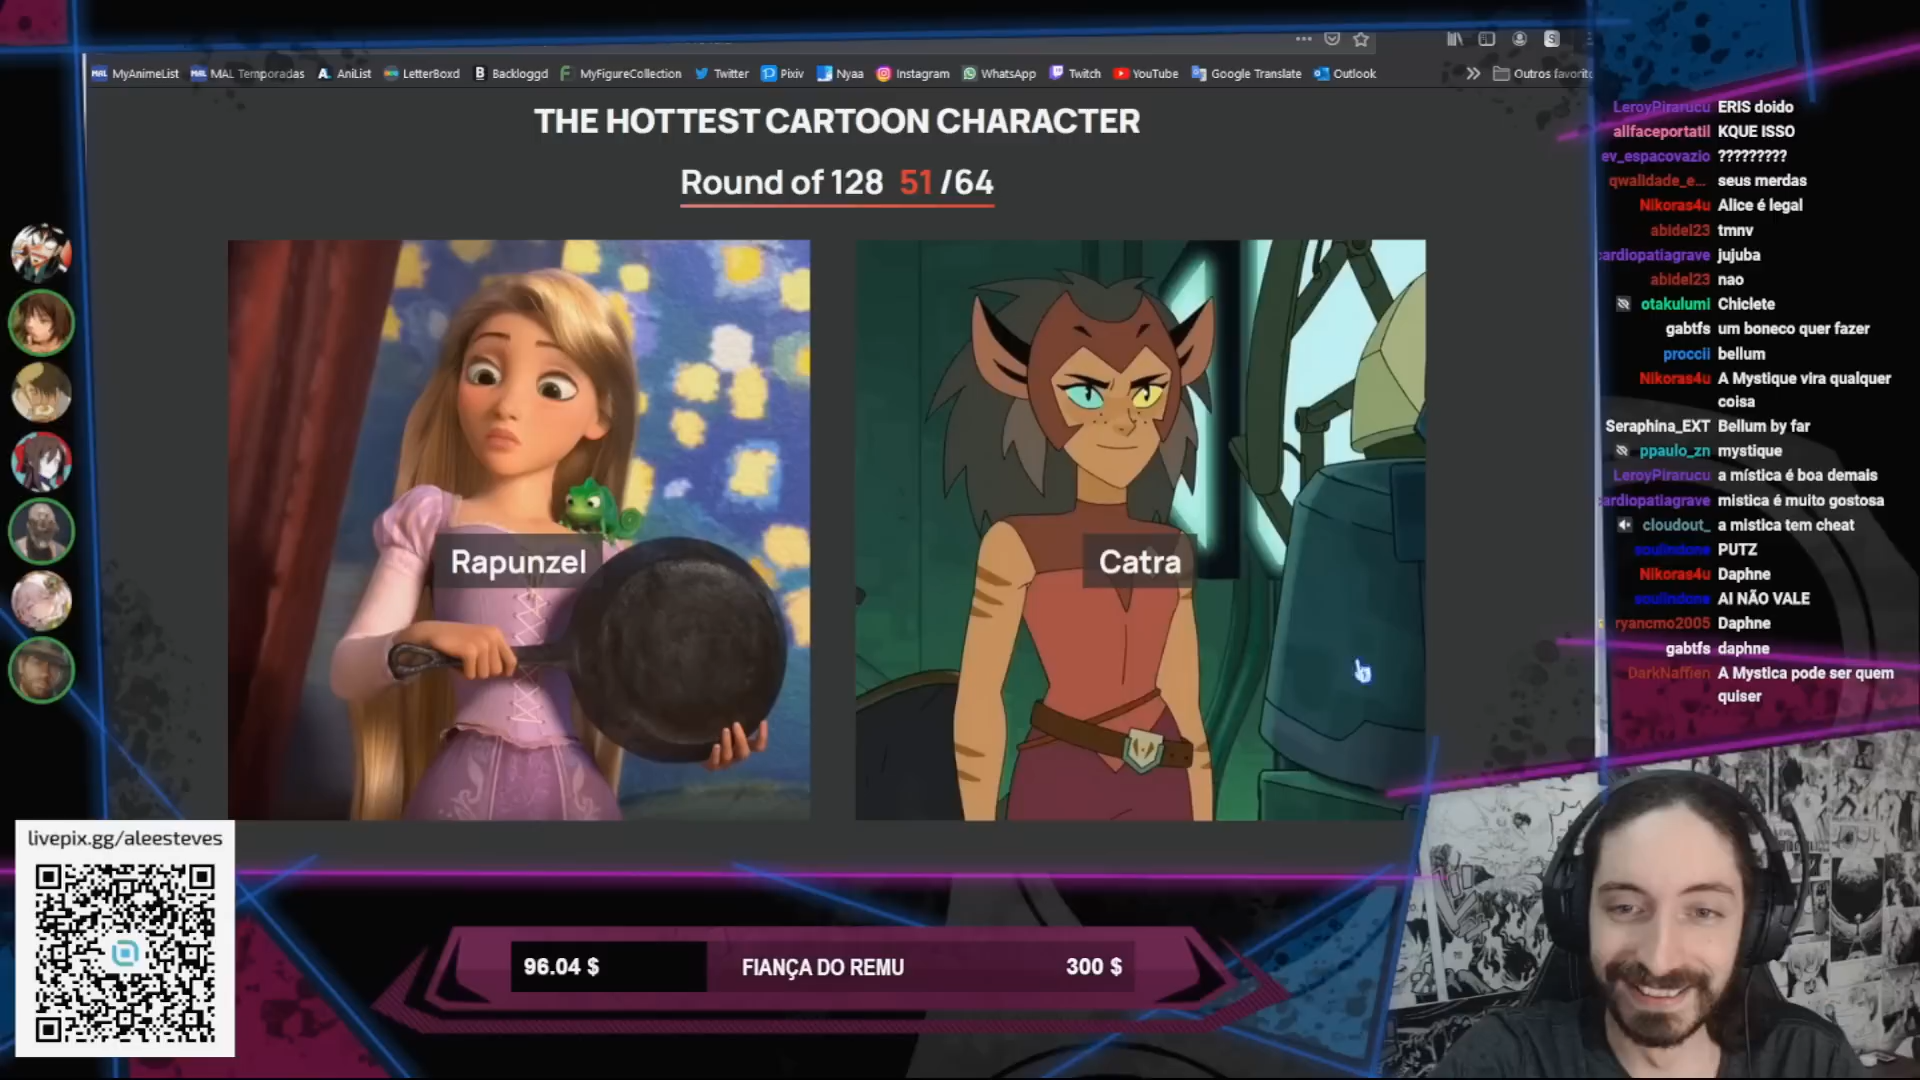 MAL MyAnimeList MAL MAL Temporadas A. AniList LetterBoxd B Backloggd F MyFigureCollection Twitter Pixiv Nyaa Instagram WhatsApp Twitch YouTube Google Translate Outlook Outros favorito
THE HOTTEST CARTOON CHARACTER
Round of 128 51 /64
Rapunzel
Catra
LeroyPirarucu ERIS doido
allfaceportatil KQUE ISSO
ev_espacovazio ?????????
qwalidade_e... seus merdas
Nikoras4u Alice é legal
abidel23 tmnv
cardiopatiagrave jujuba
abidel23 nao
otakulumi Chiclete
gabtfs um boneco quer fazer
proccii bellum
Nikoras4u A Mystique vira qualquer
coisa
Seraphina_EXT Bellum by far
ppaulo_zn mystique
LeroyPirarucu a mística é boa demais
cardiopatiagrave mistica é muito gostosa
cloudout_ a mistica tem cheat
PUTZ
Nikoras4u Daphne
AI NÃO VALE
ryancmo2005 Daphne
gabtfs daphne
DarkNaffien A Mystica pode ser quem
quiser
livepix.gg/aleesteves
96.04 $ FIANÇA DO REMU 300 $